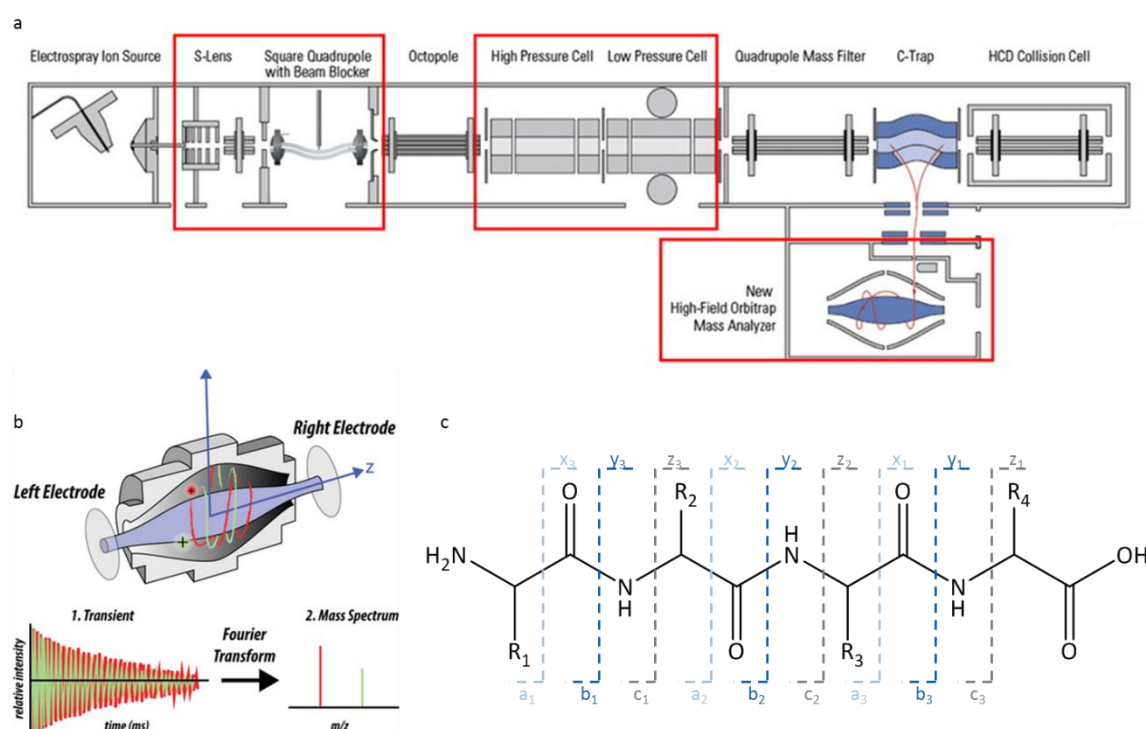 a
Electrospray Ion Source
S-Lens
Square Quadrupole
with Beam Blocker
Octopole
High Pressure Cell
Low Pressure Cell
Quadrupole Mass Filter
C-Trap
HCD Collision Cell
New
High-Field Orbitrap
Mass Analyzer
b
Right Electrode
z
Left Electrode
+
1. Transient
relative intensity
time (ms)
Fourier
Transform
2. Mass Spectrum
m/z
c
x₃ y₃ z₃ x₂ y₂ z₂ x₁ y₁ z₁
O R₂ O R₄
H₂N H N OH
N H N H
R₁ O R₃ O
a₁ b₁ c₁ a₂ b₂ c₂ a₃ b₃ c₃